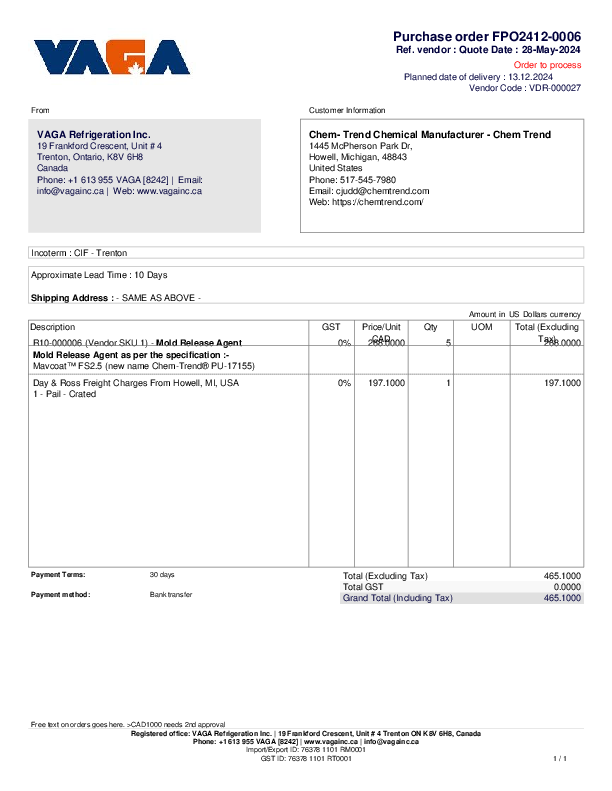 VAGA
Purchase order FPO2412-0006
Ref. vendor : Quote Date : 28-May-2024
Order to process
Planned date of delivery : 13.12.2024
Vendor Code : VDR-000027
From
Customer Information
VAGA Refrigeration Inc.
19 Frankford Crescent, Unit # 4
Trenton, Ontario, K8V 6H8
Canada
Phone: +1 613 955 VAGA [8242] | Email:
info@vagainc.ca | Web: www.vagainc.ca
Chem- Trend Chemical Manufacturer - Chem Trend
1445 McPherson Park Dr,
Howell, Michigan, 48843
United States
Phone: 517-545-7980
Email: cjudd@chemtrend.com
Web: https://chemtrend.com/
Incoterm : CIF - Trenton
Approximate Lead Time : 10 Days
Shipping Address : - SAME AS ABOVE -
Amount in US Dollars currency
Description GST Price/Unit CAD Qty UOM Total (Excluding Tax)
R10-000006 (Vendor SKU 1) - Mold Release Agent 0% 268.0000 5 268.0000
Mold Release Agent as per the specification :-
Mavcoat™ FS2.5 (new name Chem-Trend® PU-17155)
Day & Ross Freight Charges From Howell, MI, USA 0% 197.1000 1 197.1000
1 - Pail - Crated
Payment Terms: 30 days
Payment method: Bank transfer
Total (Excluding Tax) 465.1000
Total GST 0.0000
Grand Total (Including Tax) 465.1000
Free text on orders goes here. >CAD1000 needs 2nd approval
Registered office: VAGA Refrigeration Inc. | 19 Frankford Crescent, Unit # 4 Trenton ON K8V 6H8, Canada
Phone: +1 613 955 VAGA [8242] | www.vagainc.ca | info@vagainc.ca
Import/Export ID: 76378 1101 RM0001
GST ID: 76378 1101 RT0001
1 / 1